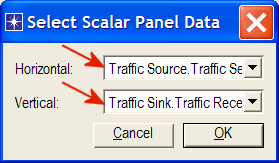 Select Scalar Panel Data
Horizontal: Traffic Source.Traffic Se
Vertical: Traffic Sink.Traffic Rece
Cancel OK